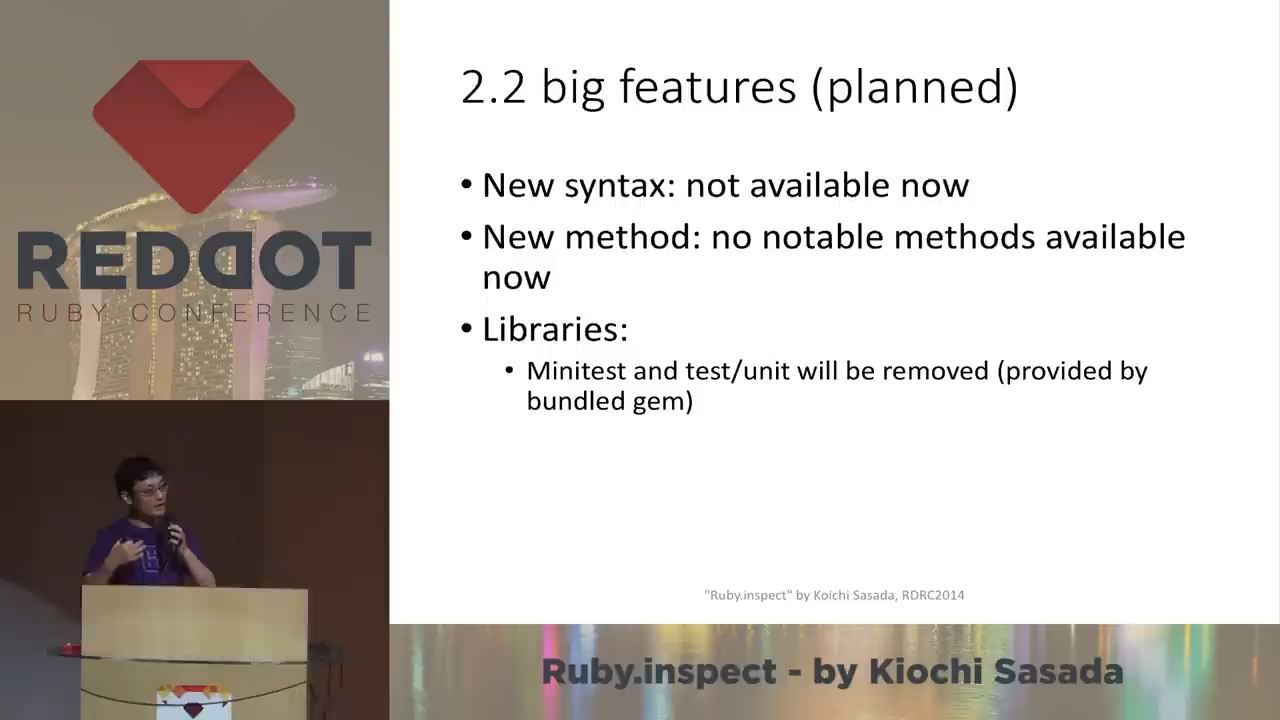 REDDOT
RUBY CONFERENCE
2.2 big features (planned)
• New syntax: not available now
• New method: no notable methods available
now
• Libraries:
• Minitest and test/unit will be removed (provided by
bundled gem)
"Ruby.inspect" by Koichi Sasada, RDRC2014
Ruby.inspect - by Kiochi Sasada